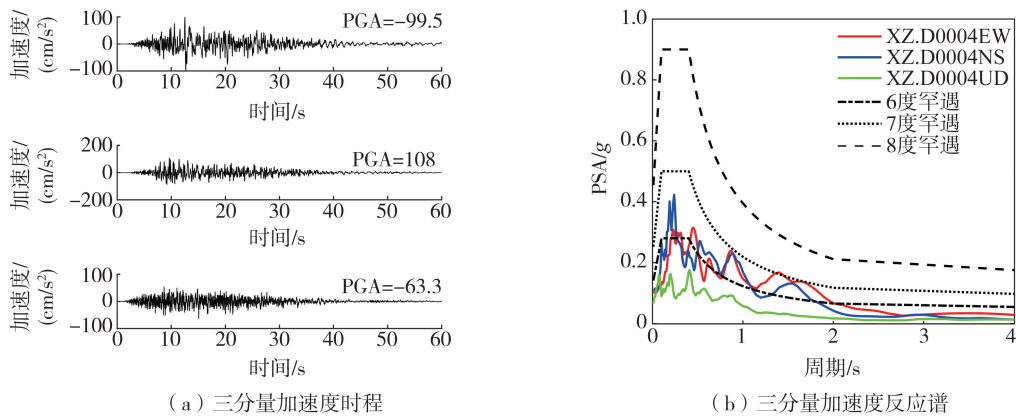 加速度/
(cm/s²)
100
0
-100
PGA=-99.5
0 10 20 30 40 50 60
时间/s
加速度/
(cm/s²)
200
0
-200
PGA=108
0 10 20 30 40 50 60
时间/s
加速度/
(cm/s²)
100
0
-100
PGA=-63.3
0 10 20 30 40 50 60
时间/s
(a)三分量加速度时程
PSA/g
1.0
0.8
0.6
0.4
0.2
0
XZ.D0004EW
XZ.D0004NS
XZ.D0004UD
6度罕遇
7度罕遇
8度罕遇
0 1 2 3 4
周期/s
(b)三分量加速度反应谱